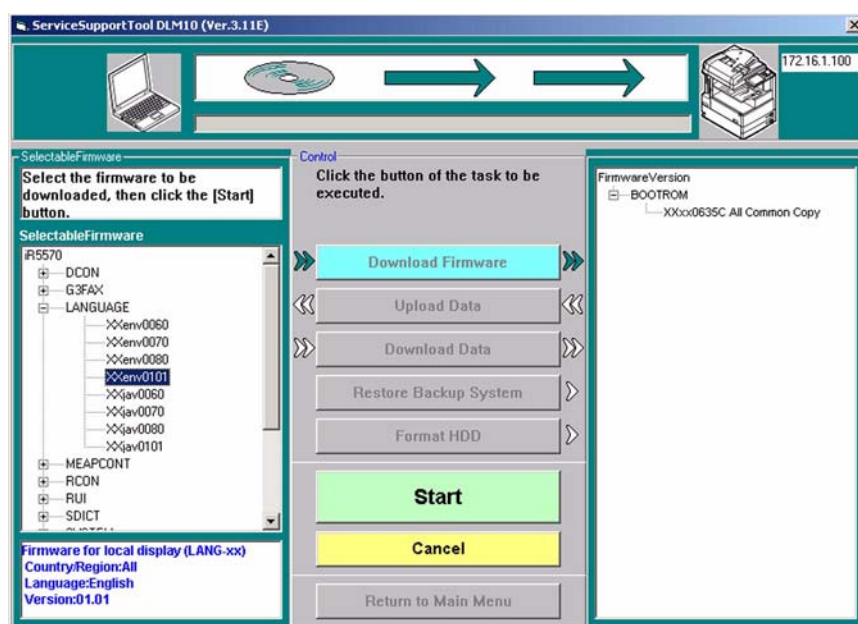 ServiceSupportTool DLM10 (Ver.3.11E)
172.16.1.100
SelectableFirmware
Select the firmware to be
downloaded, then click the [Start]
button.
SelectableFirmware
iR5570
DCON
G3FAX
LANGUAGE
XXenv0060
XXenv0070
XXenv0080
XXenv0101
XXjav0060
XXjav0070
XXjav0080
XXjav0101
MEAPCONT
RCON
RUI
SDICT
Firmware for local display (LANG-xx)
Country/Region:All
Language:English
Version:01.01
Control
Click the button of the task to be
executed.
Download Firmware
Upload Data
Download Data
Restore Backup System
Format HDD
Start
Cancel
Return to Main Menu
FirmwareVersion
BOOTROM
XXxx0635C All Common Copy